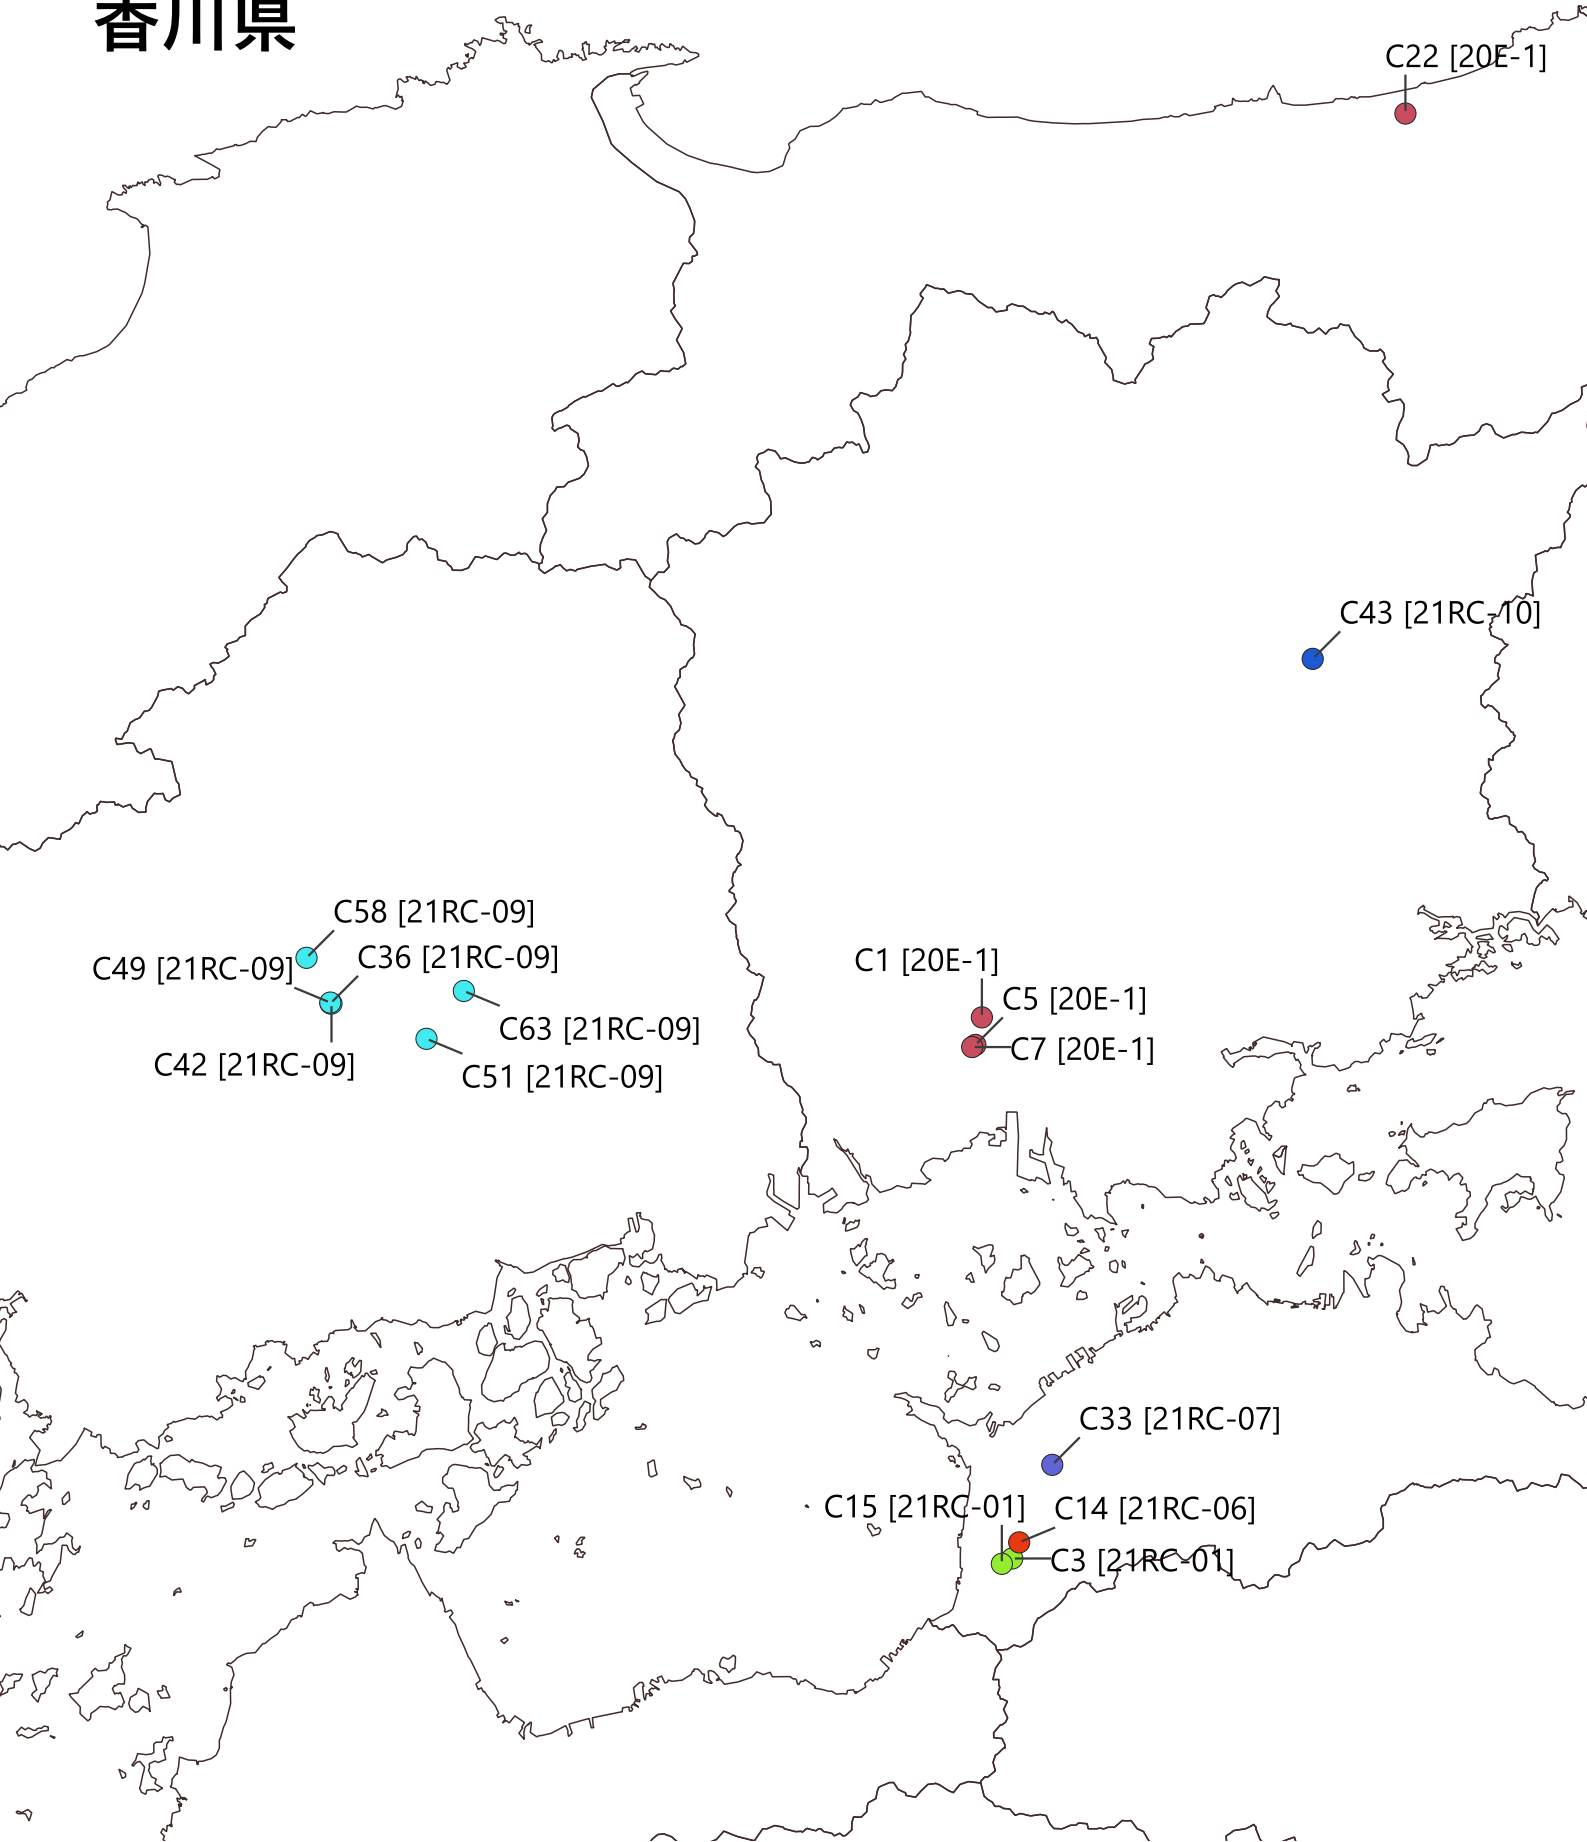 香川県
C22 [20E-1]
C43 [21RC-10]
C58 [21RC-09]
C49 [21RC-09]
C36 [21RC-09]
C63 [21RC-09]
C42 [21RC-09]
C51 [21RC-09]
C1 [20E-1]
C5 [20E-1]
C7 [20E-1]
C33 [21RC-07]
C15 [21RC-01]
C14 [21RC-06]
C3 [21RC-01]